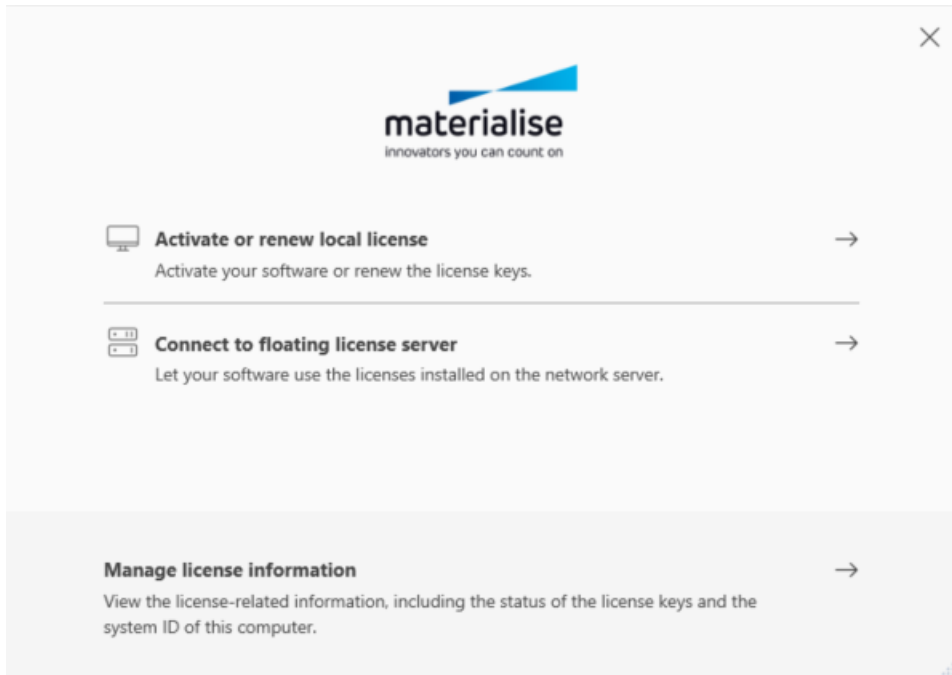 materialise
innovators you can count on
Activate or renew local license
Activate your software or renew the license keys.
Connect to floating license server
Let your software use the licenses installed on the network server.
Manage license information
View the license-related information, including the status of the license keys and the
system ID of this computer.